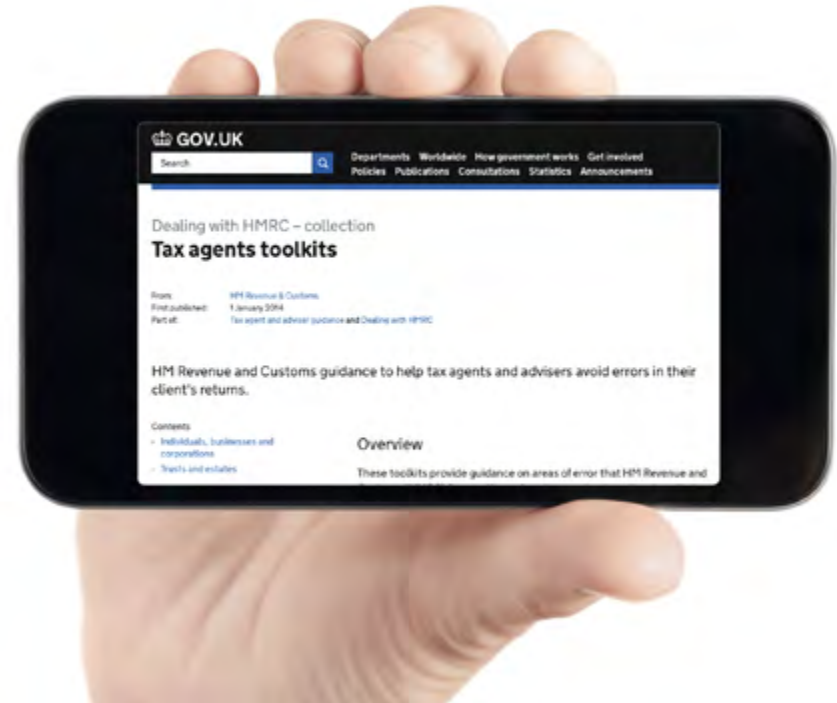 GOV.UK
Search
Departments Worldwide How government works Get involved
Policies Publications Consultations Statistics Announcements
Dealing with HMRC – collection
Tax agents toolkits
From: HM Revenue & Customs
First published: 1 January 2014
Part of: Tax agent and adviser guidance and Dealing with HMRC
HM Revenue and Customs guidance to help tax agents and advisers avoid errors in their
client's returns.
Contents
- Individuals, businesses and
corporations
- Trusts and estates
Overview
These toolkits provide guidance on areas of error that HM Revenue and